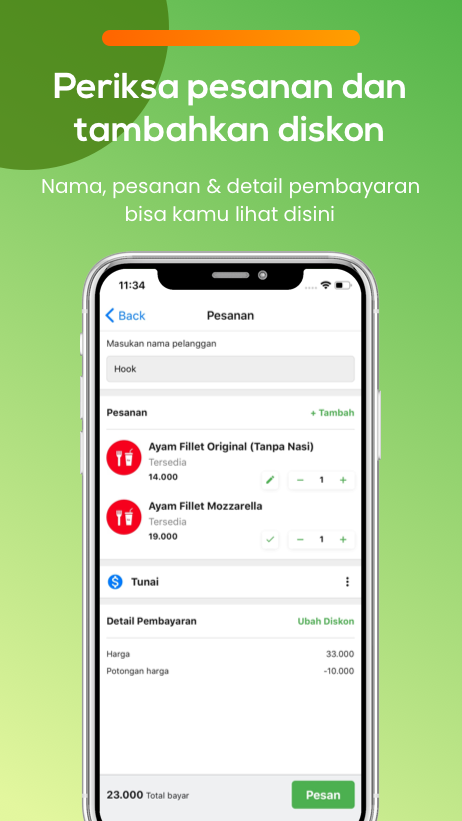 Periksa pesanan dan
tambahkan diskon
Nama, pesanan & detail pembayaran
bisa kamu lihat disini
11:34
Back
Pesanan
Masukan nama pelanggan
Hook
Pesanan
+ Tambah
Ayam Fillet Original (Tanpa Nasi)
Tersedia
14.000
− 1 +
Ayam Fillet Mozzarella
Tersedia
19.000
− 1 +
Tunai
Detail Pembayaran
Ubah Diskon
Harga 33.000
Potongan harga -10.000
23.000 Total bayar
Pesan